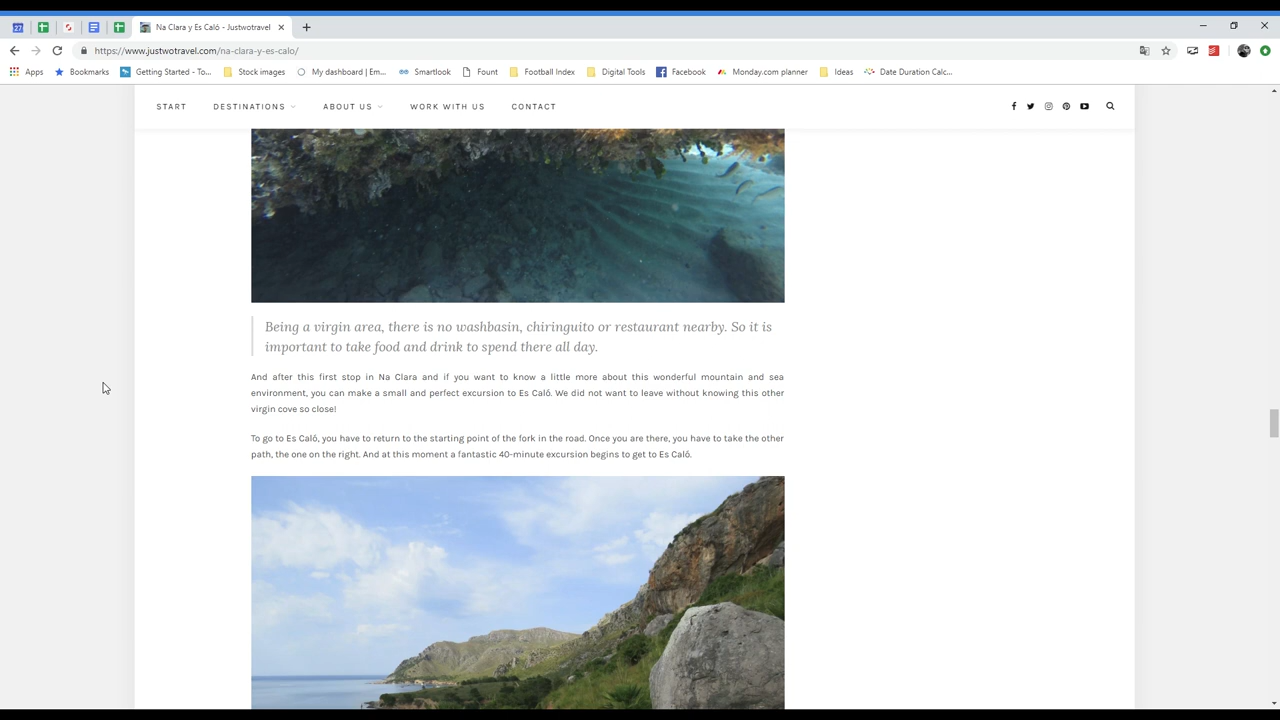 27
Na Clara y Es Caló - Justwotravel
https://www.justwotravel.com/na-clara-y-es-calo/
Apps Bookmarks Getting Started - To... Stock images My dashboard | Em... Smartlook Fount Football Index Digital Tools Facebook Monday.com planner Ideas Date Duration Calc...
START DESTINATIONS ABOUT US WORK WITH US CONTACT
Being a virgin area, there is no washbasin, chiringuito or restaurant nearby. So it is
important to take food and drink to spend there all day.
And after this first stop in Na Clara and if you want to know a little more about this wonderful mountain and sea
environment, you can make a small and perfect excursion to Es Caló. We did not want to leave without knowing this other
virgin cove so close!
To go to Es Caló, you have to return to the starting point of the fork in the road. Once you are there, you have to take the other
path, the one on the right. And at this moment a fantastic 40-minute excursion begins to get to Es Caló.